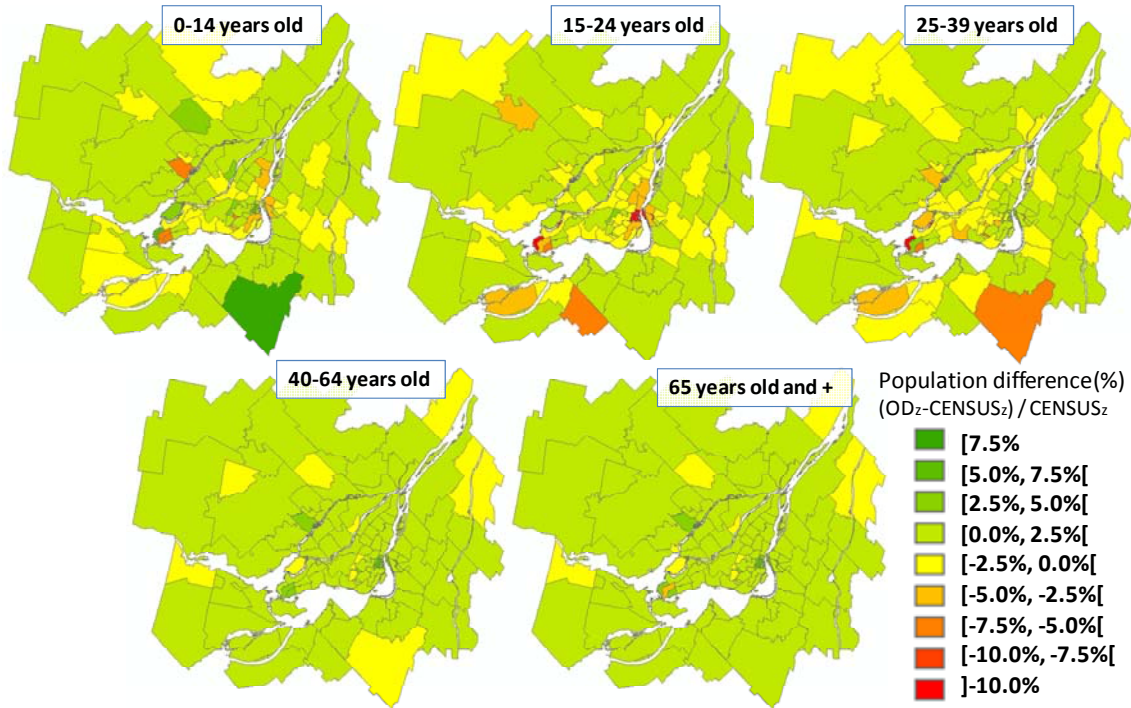 0-14 years old
15-24 years old
25-39 years old
40-64 years old
65 years old and +
Population difference(%)
(ODz-CENSUSz) / CENSUSz
[7.5%
[5.0%, 7.5%[
[2.5%, 5.0%[
[0.0%, 2.5%[
[-2.5%, 0.0%[
[-5.0%, -2.5%[
[-7.5%, -5.0%[
[-10.0%, -7.5%[
]-10.0%